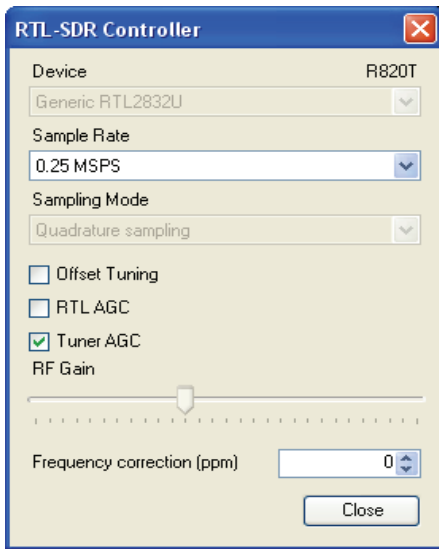 RTL-SDR Controller
Device R820T
Generic RTL2832U
Sample Rate
0.25 MSPS
Sampling Mode
Quadrature sampling
Offset Tuning
RTL AGC
Tuner AGC
RF Gain
Frequency correction (ppm) 0
Close